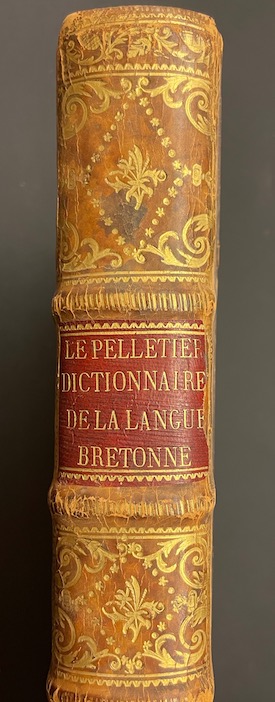 LE PELLETIER
DICTIONNAIRE
DE LA LANGUE
BRETONNE